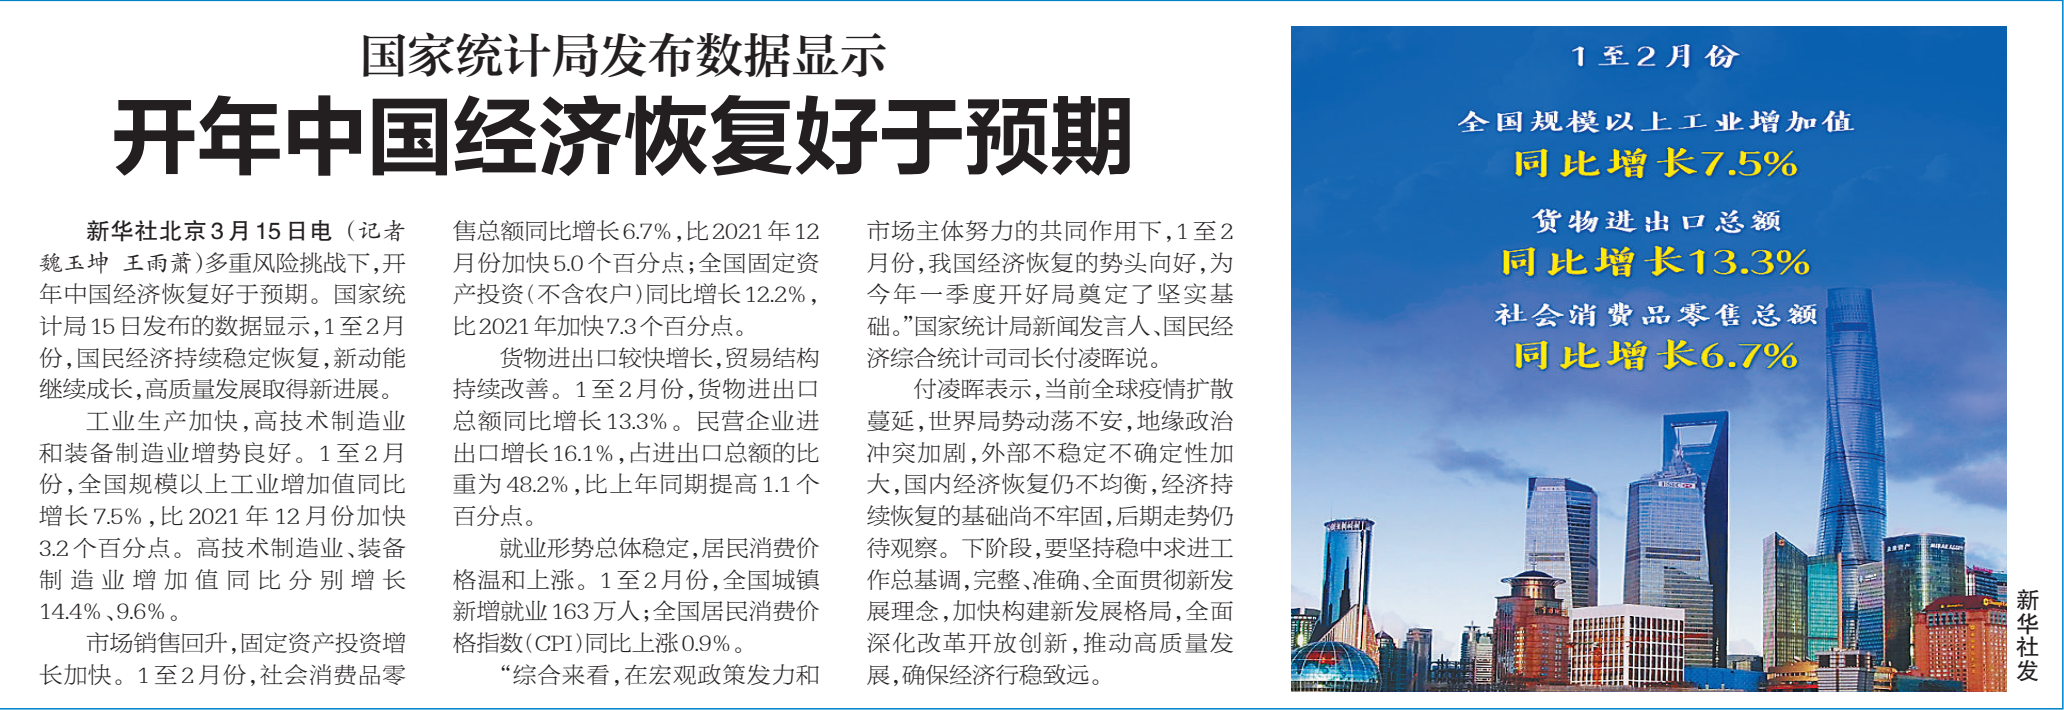 国家统计局发布数据显示
开年中国经济恢复好于预期
新华社北京3月15日电（记者
魏玉坤 王雨萧)多重风险挑战下,开
年中国经济恢复好于预期。国家统
计局15日发布的数据显示,1至2月
份,国民经济持续稳定恢复,新动能
继续成长,高质量发展取得新进展。
工业生产加快,高技术制造业
和装备制造业增势良好。1至2月
份,全国规模以上工业增加值同比
增长7.5%,比2021年12月份加快
3.2个百分点。高技术制造业、装备
制造业增加值同比分别增长
14.4%、9.6%。
市场销售回升,固定资产投资增
长加快。1至2月份,社会消费品零
售总额同比增长6.7%,比2021年12
月份加快5.0个百分点;全国固定资
产投资(不含农户)同比增长12.2%,
比2021年加快7.3个百分点。
货物进出口较快增长,贸易结构
持续改善。1至2月份,货物进出口
总额同比增长13.3%。民营企业进
出口增长16.1%,占进出口总额的比
重为48.2%,比上年同期提高1.1个
百分点。
就业形势总体稳定,居民消费价
格温和上涨。1至2月份,全国城镇
新增就业163万人;全国居民消费价
格指数(CPI)同比上涨0.9%。
“综合来看,在宏观政策发力和
市场主体努力的共同作用下,1至2
月份,我国经济恢复的势头向好,为
今年一季度开好局奠定了坚实基
础。”国家统计局新闻发言人、国民经
济综合统计司司长付凌晖说。
付凌晖表示,当前全球疫情扩散
蔓延,世界局势动荡不安,地缘政治
冲突加剧,外部不稳定不确定性加
大,国内经济恢复仍不均衡,经济持
续恢复的基础尚不牢固,后期走势仍
待观察。下阶段,要坚持稳中求进工
作总基调,完整、准确、全面贯彻新发
展理念,加快构建新发展格局,全面
深化改革开放创新,推动高质量发
展,确保经济行稳致远。
1至2月份
全国规模以上工业增加值
同比增长7.5%
货物进出口总额
同比增长13.3%
社会消费品零售总额
同比增长6.7%
新华社发